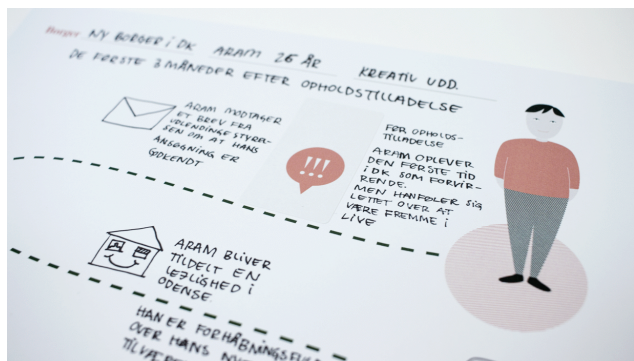 Borger NY BORGER i DK ARAM 26 ÅR KREATIV UDD.
DE FØRSTE 3 MÅNEDER EFTER OPHOLDSTILLADELSE
ARAM MODTAGER
ET BREV FRA
UDLENDINGE STYREL-
SEN OM AT HANS
ANSØGNING ER
GODKENDT
!!!
FØR OPHOLDS-
TILLADELSE
ARAM OPLEVER
DEN FØRSTE TID
i DK SOM FORVIR-
RENDE.
MEN HAN FØLER SIG
LETTET OVER AT
VÆRE FREMME i
LIVE
ARAM BLIVER
TILDELT EN
LEJLIGHED i
ODENSE.
HAN ER FORHÅBNINGSFULD
OVER HANS